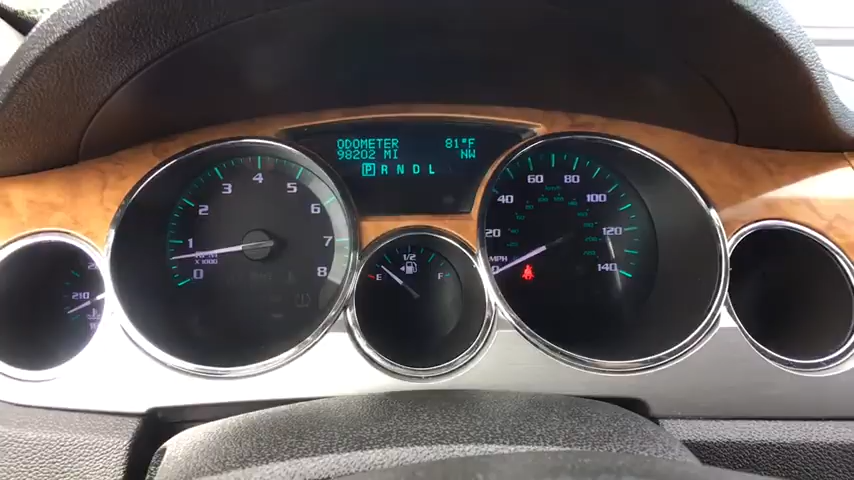 ODOMETER 81°F
98202 MI NW
P R N D L
0 1 2 3 4 5 6 7 8
RPM
X 1000
E 1/2 F
0 20 40 60 80 100 120 140
MPH
km/h
210